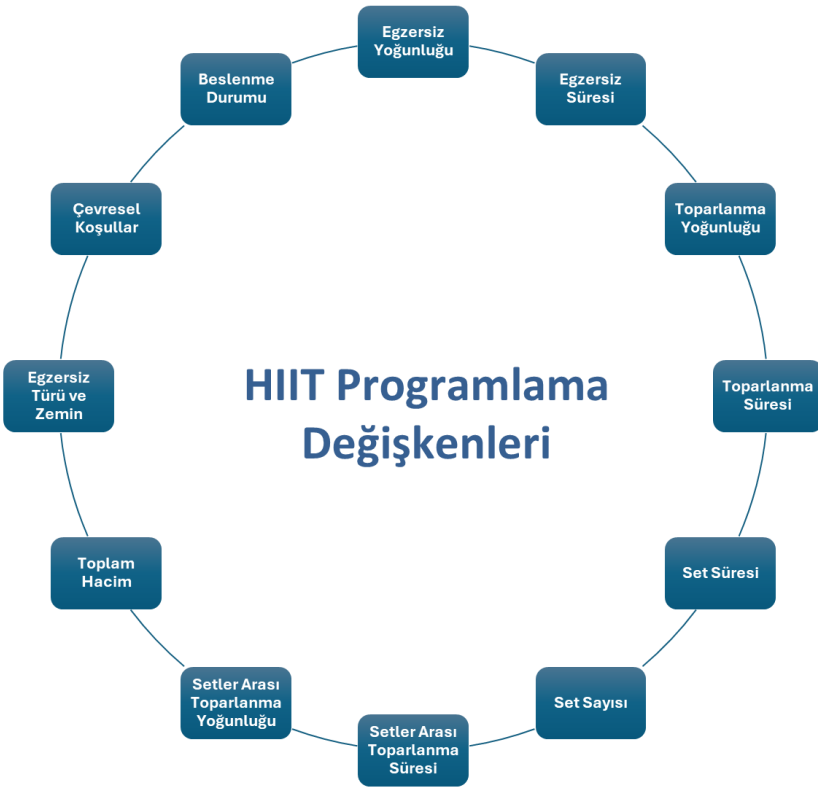 Egzersiz
Yoğunluğu
Egzersiz
Süresi
Toparlanma
Yoğunluğu
Toparlanma
Süresi
Set Süresi
Set Sayısı
Setler Arası
Toparlanma
Süresi
Setler Arası
Toparlanma
Yoğunluğu
Toplam
Hacim
Egzersiz
Türü ve
Zemin
Çevresel
Koşullar
Beslenme
Durumu
HIIT Programlama
Değişkenleri